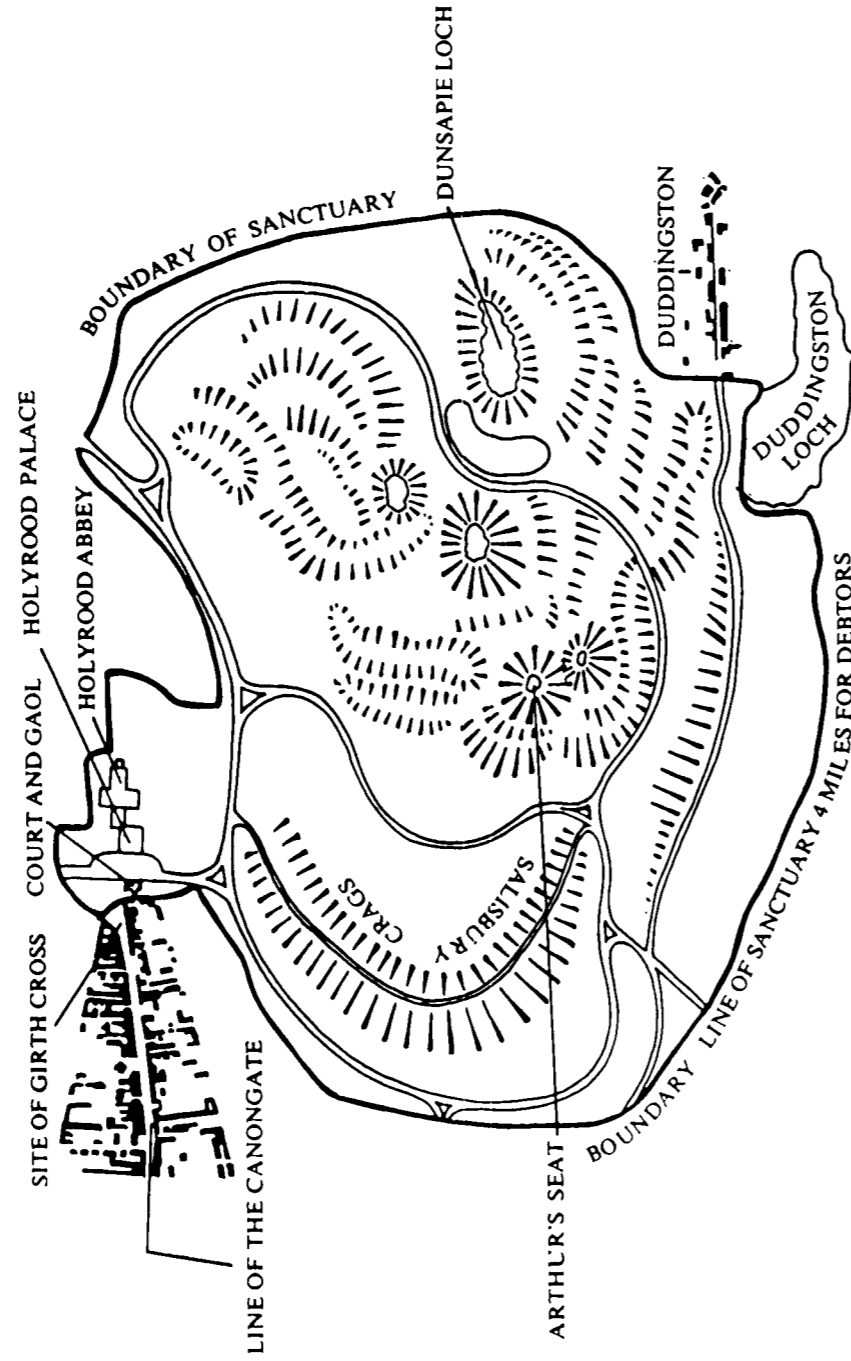 SITE OF GIRTH CROSS
COURT AND GAOL
HOLYROOD PALACE
HOLYROOD ABBEY
BOUNDARY OF SANCTUARY
DUNSAPIE LOCH
LINE OF THE CANONGATE
SALISBURY
CRAGS
ARTHUR'S SEAT
DUDDINGSTON
DUDDINGSTON
LOCH
BOUNDARY LINE OF SANCTUARY 4 MILES FOR DEBTORS